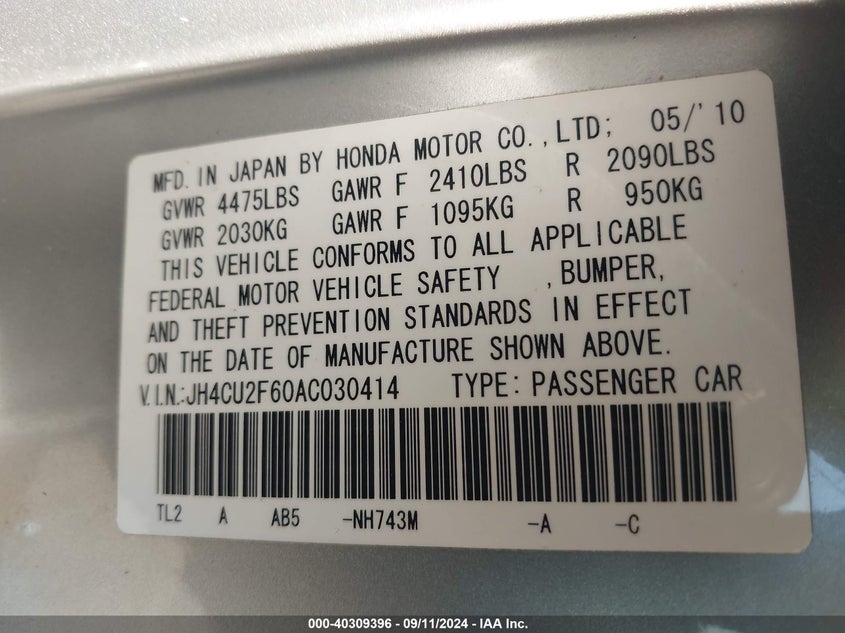 MFD. IN JAPAN BY HONDA MOTOR CO.,LTD; 05/'10
GVWR 4475LBS GAWR F 2410LBS R 2090LBS
GVWR 2030KG GAWR F 1095KG R 950KG
THIS VEHICLE CONFORMS TO ALL APPLICABLE
FEDERAL MOTOR VEHICLE SAFETY , BUMPER,
AND THEFT PREVENTION STANDARDS IN EFFECT
ON THE DATE OF MANUFACTURE SHOWN ABOVE.
V.I.N.:JH4CU2F60AC030414 TYPE: PASSENGER CAR
TL2 A AB5 -NH743M -A -C
000-40309396 - 09/11/2024 - IAA Inc.